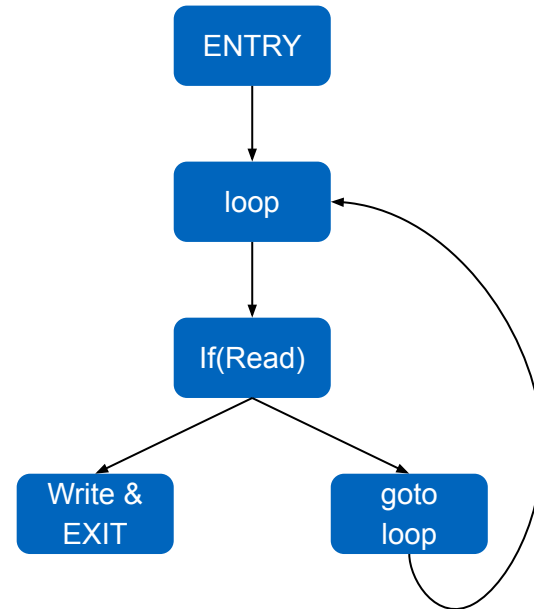 ENTRY
loop
If(Read)
Write &
EXIT
goto
loop